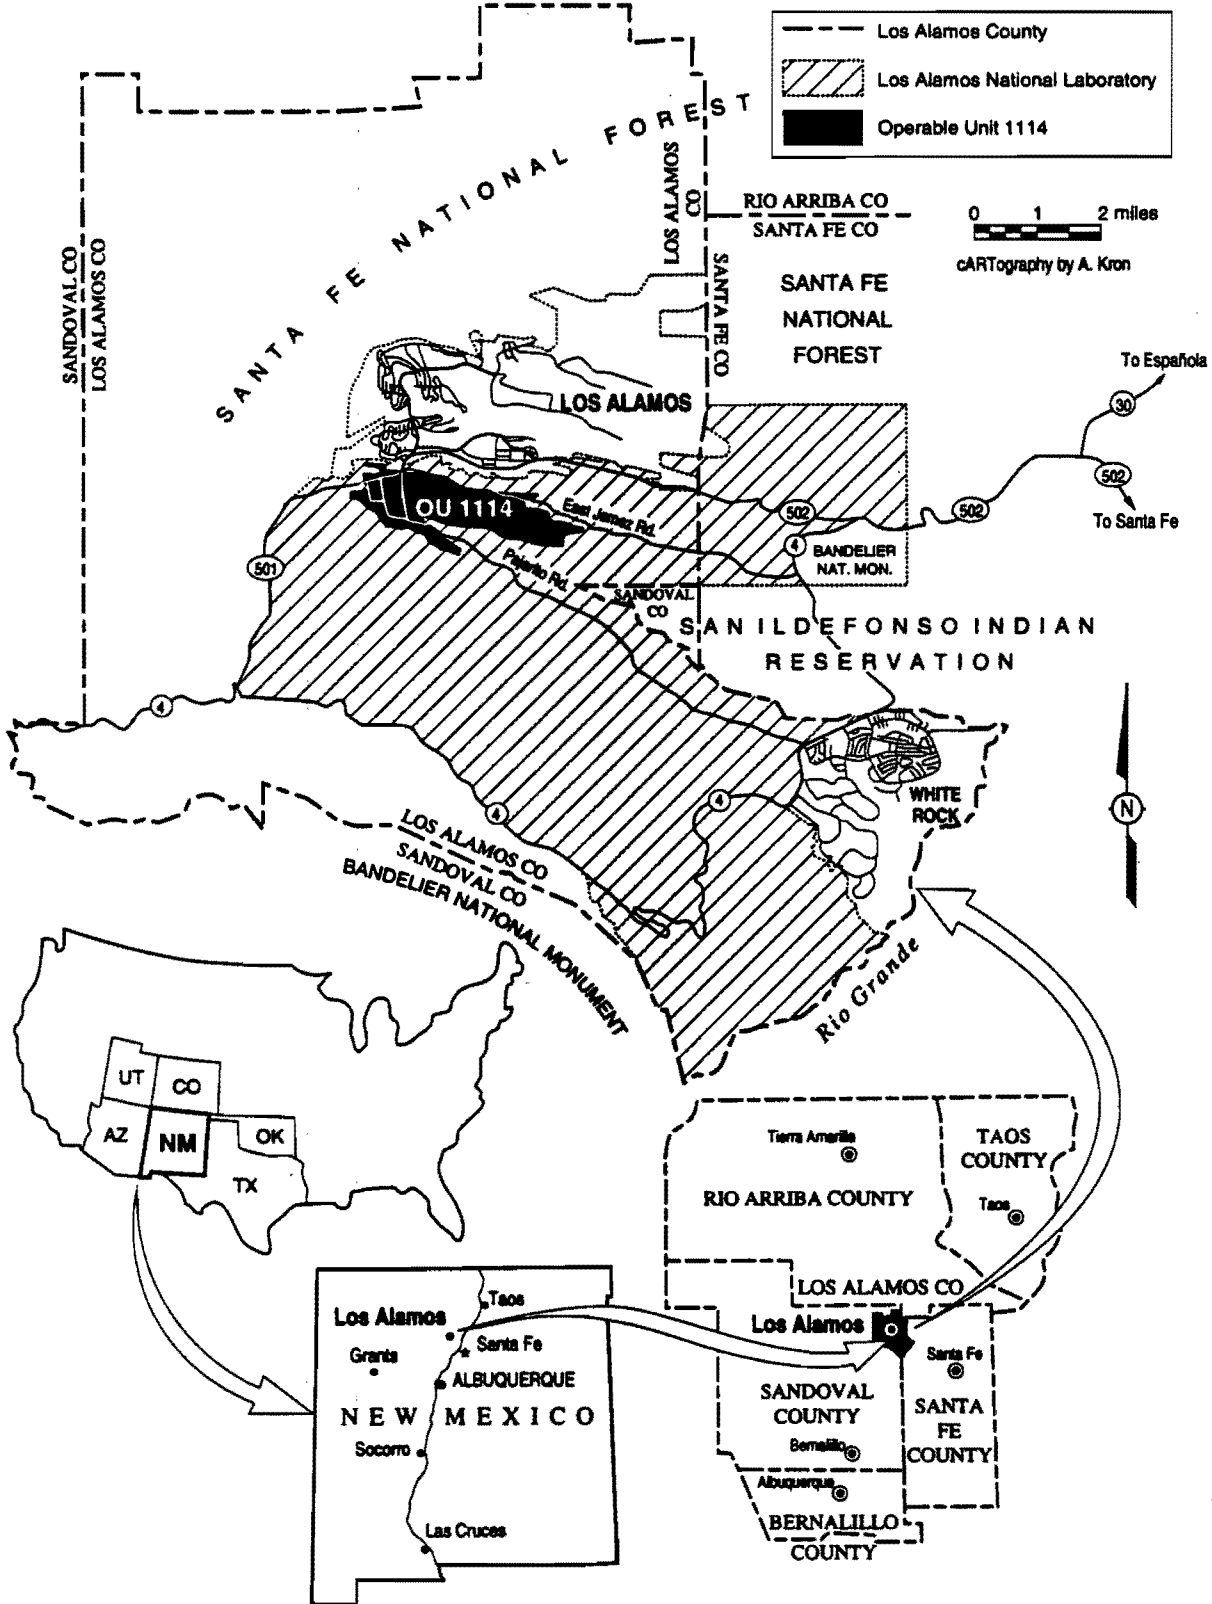 Los Alamos County
Los Alamos National Laboratory
Operable Unit 1114
SANTA FE NATIONAL FOREST
LOS ALAMOS
CO
RIO ARRIBA CO
SANTA FE CO
0 1 2 miles
cARTography by A. Kron
SANDOVAL CO
LOS ALAMOS CO
SANTA FE CO
SANTA FE
NATIONAL
FOREST
To Española
30
LOS ALAMOS
502
To Santa Fe
OU 1114
East Jemez Rd.
502
502
4
BANDELIER
NAT. MON.
501
Pajarito Rd.
SANDOVAL
CO
SAN ILDEFONSO INDIAN
RESERVATION
4
WHITE
ROCK
4
4
N
LOS ALAMOS CO
SANDOVAL CO
BANDELIER NATIONAL MONUMENT
Rio Grande
UT
CO
AZ
NM
OK
TX
Tierra Amarilla
TAOS
COUNTY
RIO ARRIBA COUNTY
Taos
LOS ALAMOS CO
Los Alamos
Santa Fe
SANDOVAL
COUNTY
SANTA
FE
COUNTY
Bernalillo
Albuquerque
BERNALILLO
COUNTY
Taos
Los Alamos
Santa Fe
Grants
ALBUQUERQUE
NEW MEXICO
Socorro
Las Cruces